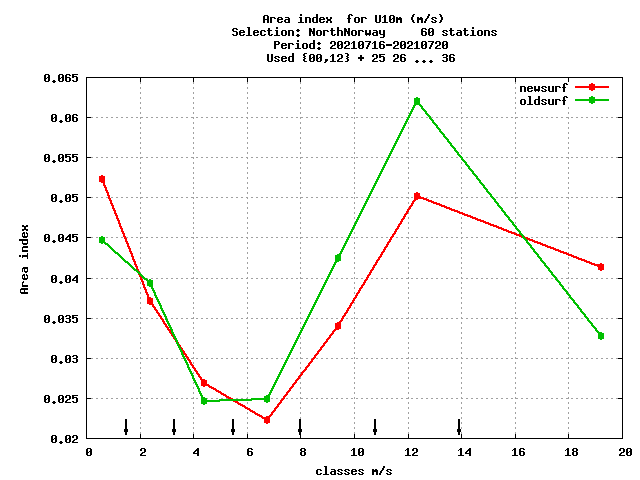 Area index  for U10m (m/s)
Selection: NorthNorway     60 stations
Period: 20210716-20210720
Used {00,12} + 25 26 ... 36
newsurf
oldsurf
0.065
0.06
0.055
0.05
0.045
0.04
0.035
0.03
0.025
0.02
Area index
0 2 4 6 8 10 12 14 16 18 20
classes m/s